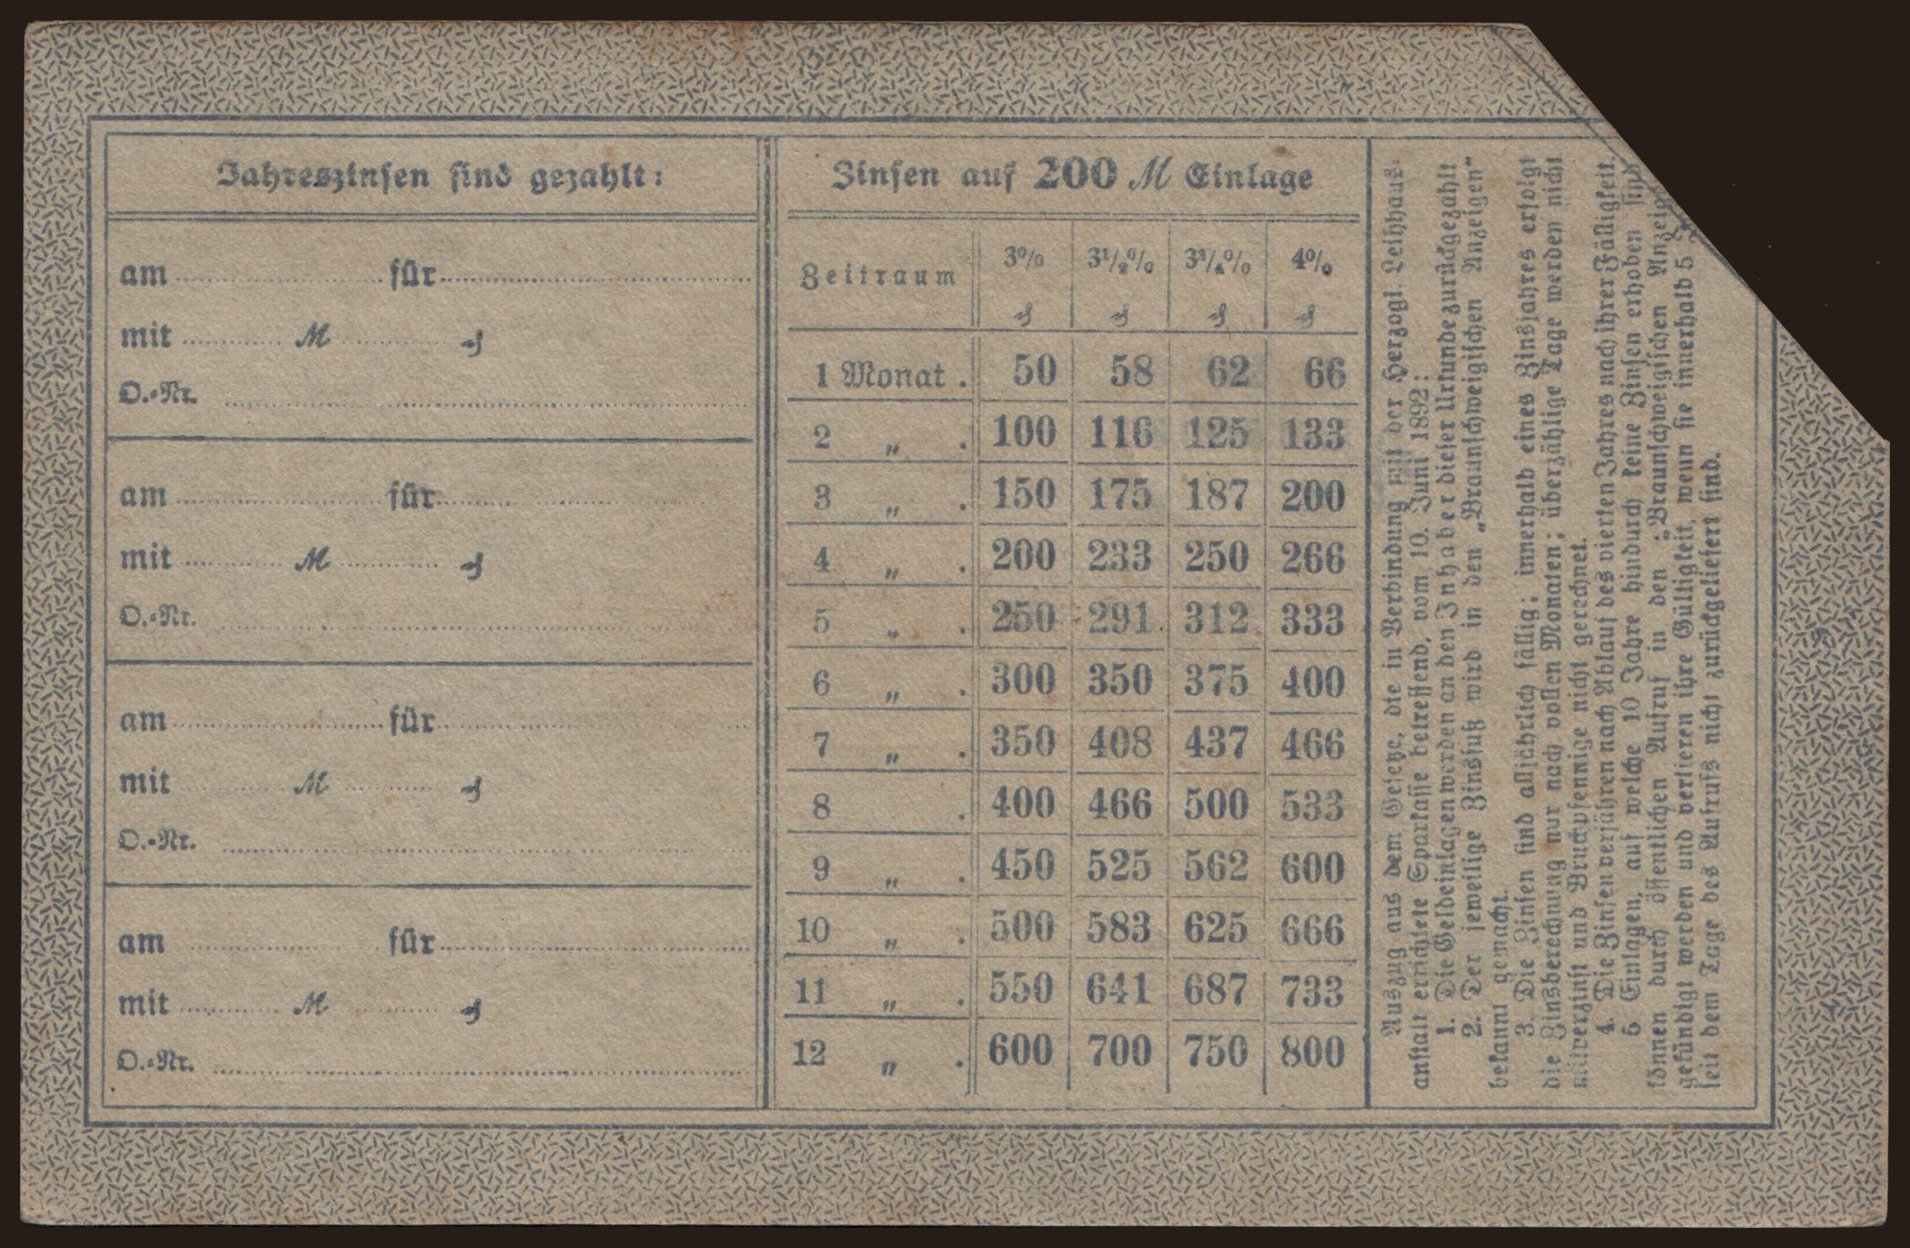 Jahreszinsen sind gezahlt:
am für
mit ℳ ₰
O.-Nr.
am für
mit ℳ ₰
O.-Nr.
am für
mit ℳ ₰
O.-Nr.
am für
mit ℳ ₰
O.-Nr.
Zinsen auf 200 ℳ Einlage
Zeitraum 3% 3½% 3¾% 4%
₰ ₰ ₰ ₰
1 Monat . 50 58 62 66
2 „ . 100 116 125 133
3 „ . 150 175 187 200
4 „ . 200 233 250 266
5 „ . 250 291 312 333
6 „ . 300 350 375 400
7 „ . 350 408 437 466
8 . 400 466 500 533
9 „ . 450 525 562 600
10 „ . 500 583 625 666
11 „ . 550 641 687 733
12 „ . 600 700 750 800
Auszug aus dem Gesetze, die in Verbindung mit der Herzogl. Leihhaus-
anstalt errichtete Sparkasse betreffend, vom 10. Juni 1892:
1. Die Geldeinlagen werden an den Inhaber dieser Urkunde zurückgezahlt
2. Der jeweilige Zinsfuß wird in den „Braunschweigischen Anzeigen“
bekannt gemacht.
3. Die Zinsen sind alljährlich fällig; innerhalb eines Zinsjahres erfolgt
die Zinsberechnung nur nach vollen Monaten; überzählige Tage werden nicht
mitverzinst und Bruchpfennige nicht gerechnet.
4. Die Zinsen verjähren nach Ablauf des vierten Jahres nach ihrer Fälligkeit.
5 Einlagen, auf welche 10 Jahre hindurch keine Zinsen erhoben sind
können durch öffentlichen Aufruf in den „Braunschweigischen Anzeig
gekündigt werden und verlieren ihre Gültigkeit, wenn sie innerhalb 5 J
seit dem Tage des Aufrufs nicht zurückgeliefert sind.